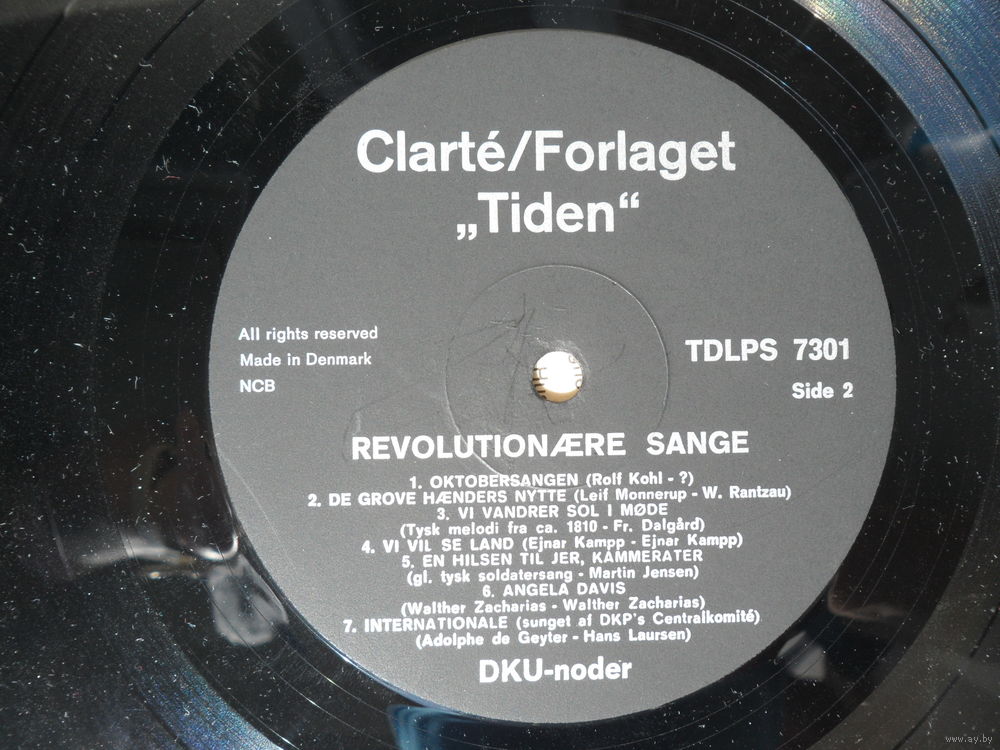 Clarté/Forlaget
„Tiden“
All rights reserved
Made in Denmark
NCB
TDLPS 7301
Side 2
REVOLUTIONÆRE SANGE
1. OKTOBERSANGEN (Rolf Kohl - ?)
2. DE GROVE HÆNDERS NYTTE (Leif Monnerup - W. Rantzau)
3. VI VANDRER SOL I MØDE
(Tysk melodi fra ca. 1810 - Fr. Dalgård)
4. VI VIL SE LAND (Ejnar Kampp - Ejnar Kampp)
5. EN HILSEN TIL JER, KAMMERATER
(gl. tysk soldatersang - Martin Jensen)
6. ANGELA DAVIS
(Walther Zacharias - Walther Zacharias)
7. INTERNATIONALE (sunget af DKP's Centralkomité)
(Adolphe de Geyter - Hans Laursen)
DKU-noder
www.ay.by